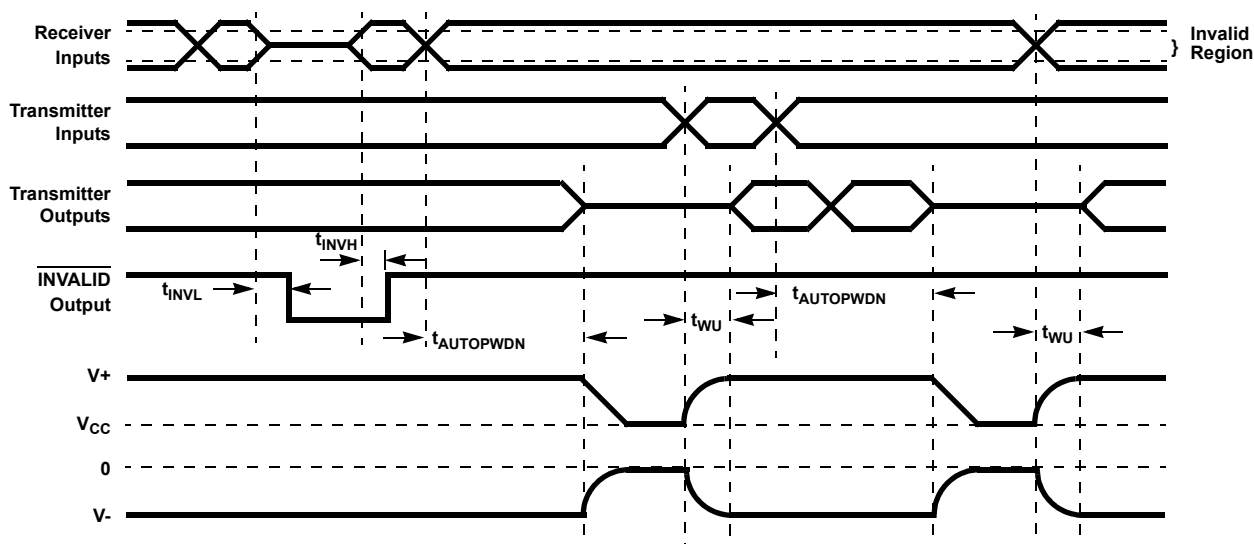 Receiver
Inputs
} Invalid
Region
Transmitter
Inputs
Transmitter
Outputs
tINVH
INVALID
Output
tINVL
tAUTOPWDN
tWU
tAUTOPWDN
tWU
V+
VCC
0
V-